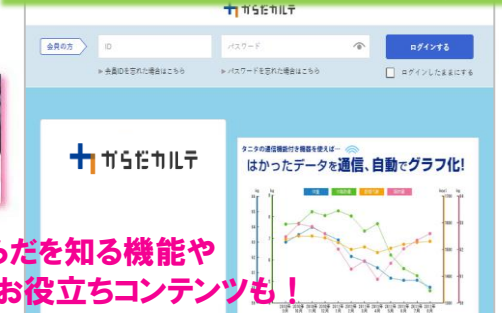 からだカルテ
会員の方
ID
パスワード
ログインする
» 会員IDを忘れた場合はこちら
» パスワードを忘れた場合はこちら
ログインしたままにする
からだカルテ
タニタの通信機能付き機器を使えば…
はかったデータを通信、自動でグラフ化!
らだを知る機能や
お役立ちコンテンツも！